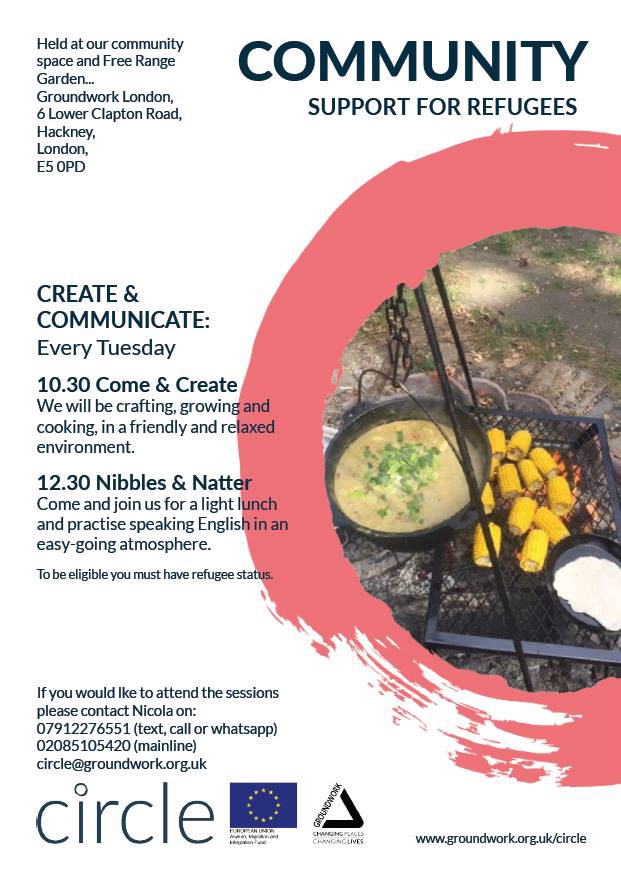 Held at our community
space and Free Range
Garden...
Groundwork London,
6 Lower Clapton Road,
Hackney,
London,
E5 0PD
COMMUNITY
SUPPORT FOR REFUGEES
CREATE &
COMMUNICATE:
Every Tuesday
10.30 Come & Create
We will be crafting, growing and
cooking, in a friendly and relaxed
environment.
12.30 Nibbles & Natter
Come and join us for a light lunch
and practise speaking English in an
easy-going atmosphere.
To be eligible you must have refugee status.
If you would lke to attend the sessions
please contact Nicola on:
07912276551 (text, call or whatsapp)
02085105420 (mainline)
circle@groundwork.org.uk
circle
EUROPEAN UNION
Asylum, Migration and
Integration Fund
GROUNDWORK
CHANGING PLACES
CHANGING LIVES
www.groundwork.org.uk/circle